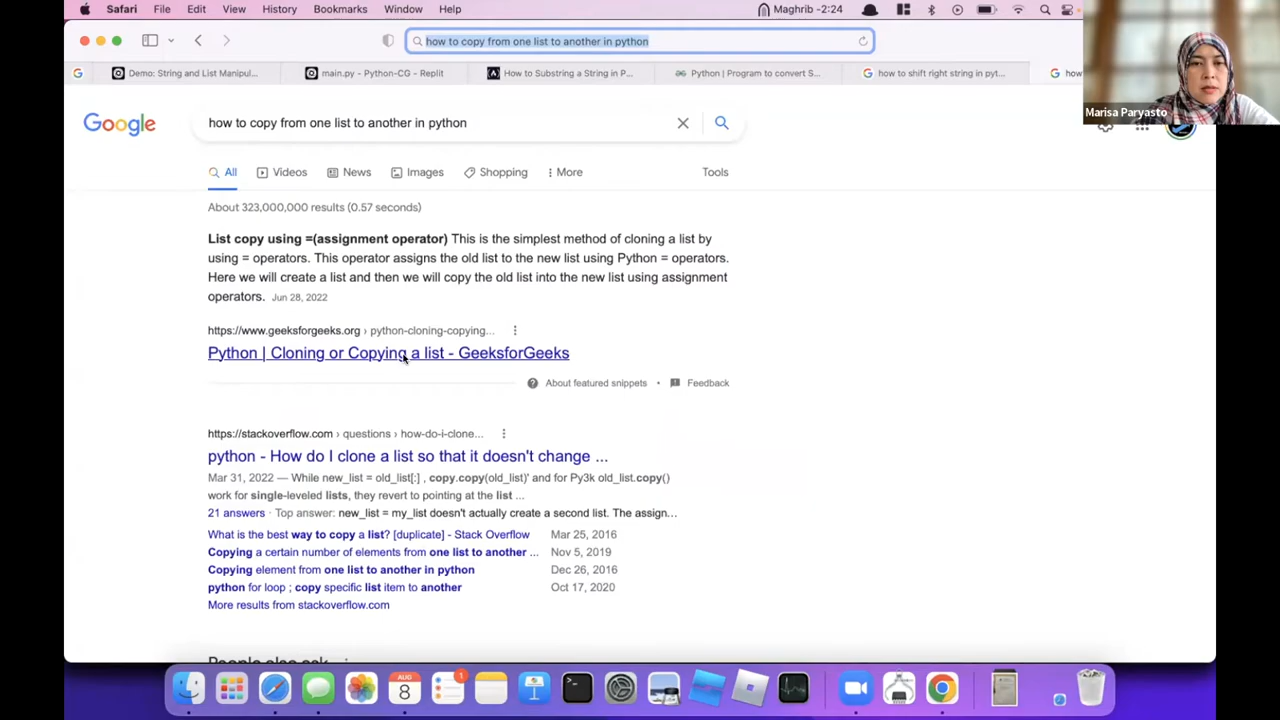 Safari File Edit View History Bookmarks Window Help Maghrib -2:24
how to copy from one list to another in python
Demo: String and List Manipul... main.py - Python-CG - Replit How to Substring a String in P... Python | Program to convert S... how to shift right string in pyt... how
Marisa Paryasto
Google how to copy from one list to another in python
All Videos News Images Shopping More Tools
About 323,000,000 results (0.57 seconds)
List copy using =(assignment operator) This is the simplest method of cloning a list by
using = operators. This operator assigns the old list to the new list using Python = operators.
Here we will create a list and then we will copy the old list into the new list using assignment
operators. Jun 28, 2022
https://www.geeksforgeeks.org › python-cloning-copying...
Python | Cloning or Copying a list - GeeksforGeeks
About featured snippets • Feedback
https://stackoverflow.com › questions › how-do-i-clone...
python - How do I clone a list so that it doesn't change ...
Mar 31, 2022 — While new_list = old_list[:] , copy.copy(old_list)' and for Py3k old_list.copy()
work for single-leveled lists, they revert to pointing at the list ...
21 answers · Top answer: new_list = my_list doesn't actually create a second list. The assign...
What is the best way to copy a list? [duplicate] - Stack Overflow Mar 25, 2016
Copying a certain number of elements from one list to another ... Nov 5, 2019
Copying element from one list to another in python Dec 26, 2016
python for loop ; copy specific list item to another Oct 17, 2020
More results from stackoverflow.com
People also ask
AUG
8
1